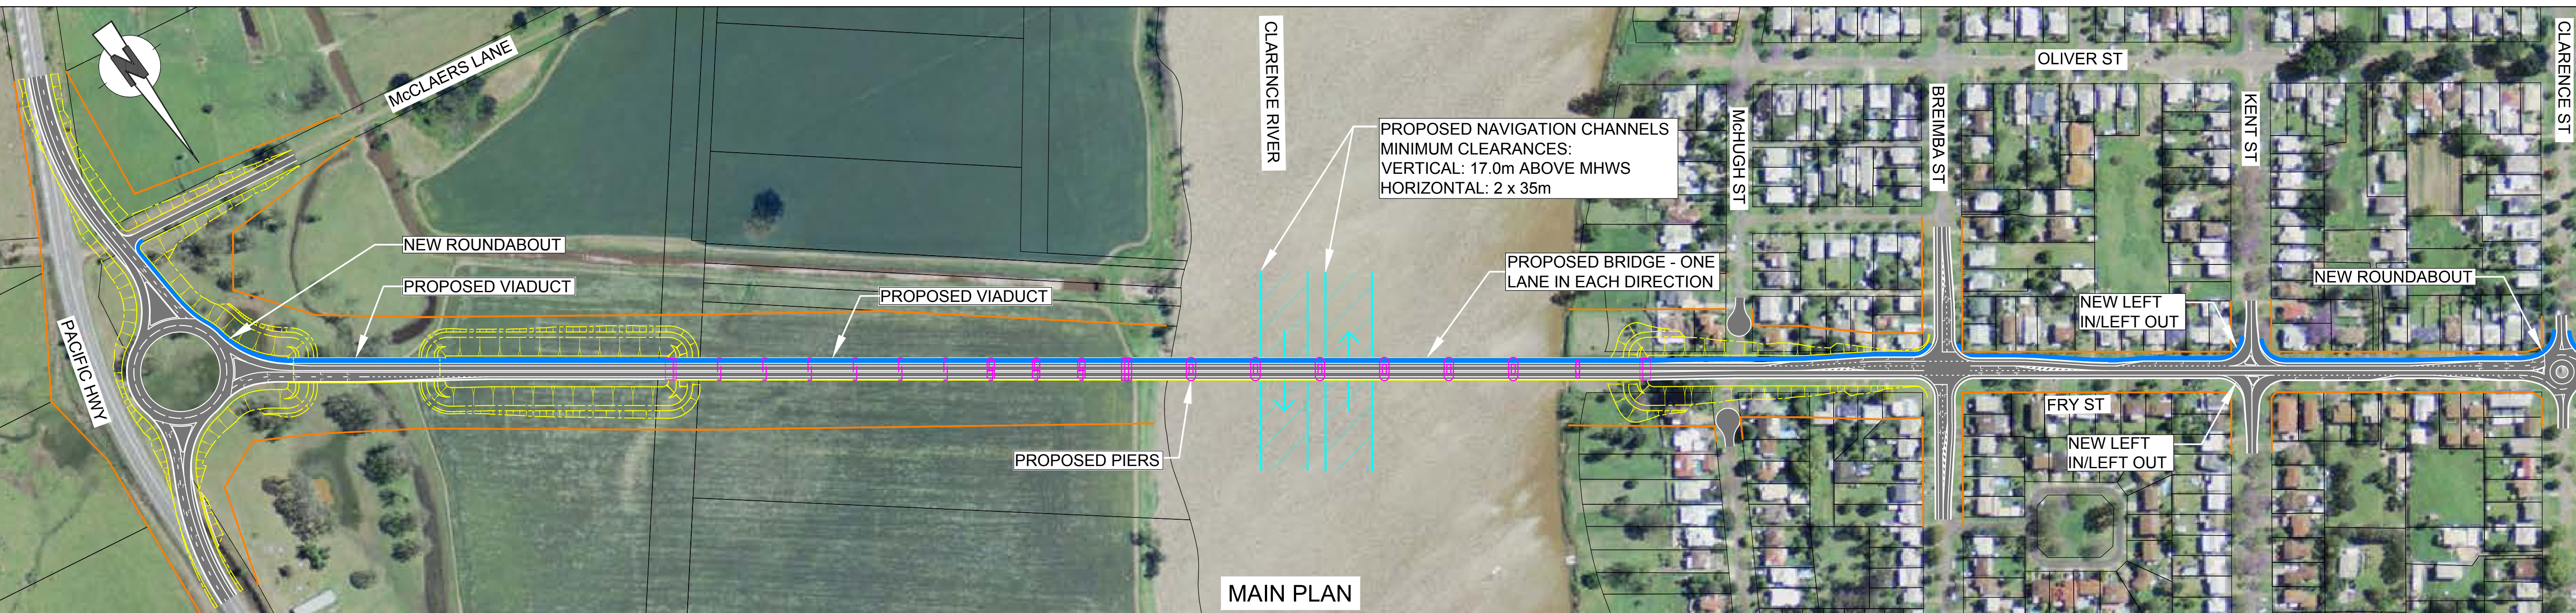 N
McCLAERS LANE
PACIFIC HWY
NEW ROUNDABOUT
PROPOSED VIADUCT
PROPOSED VIADUCT
PROPOSED PIERS
CLARENCE RIVER
PROPOSED NAVIGATION CHANNELS
MINIMUM CLEARANCES:
VERTICAL: 17.0m ABOVE MHWS
HORIZONTAL: 2 x 35m
PROPOSED BRIDGE - ONE
LANE IN EACH DIRECTION
McHUGH ST
BREIMBA ST
OLIVER ST
KENT ST
CLARENCE ST
NEW LEFT
IN/LEFT OUT
NEW ROUNDABOUT
FRY ST
NEW LEFT
IN/LEFT OUT
MAIN PLAN